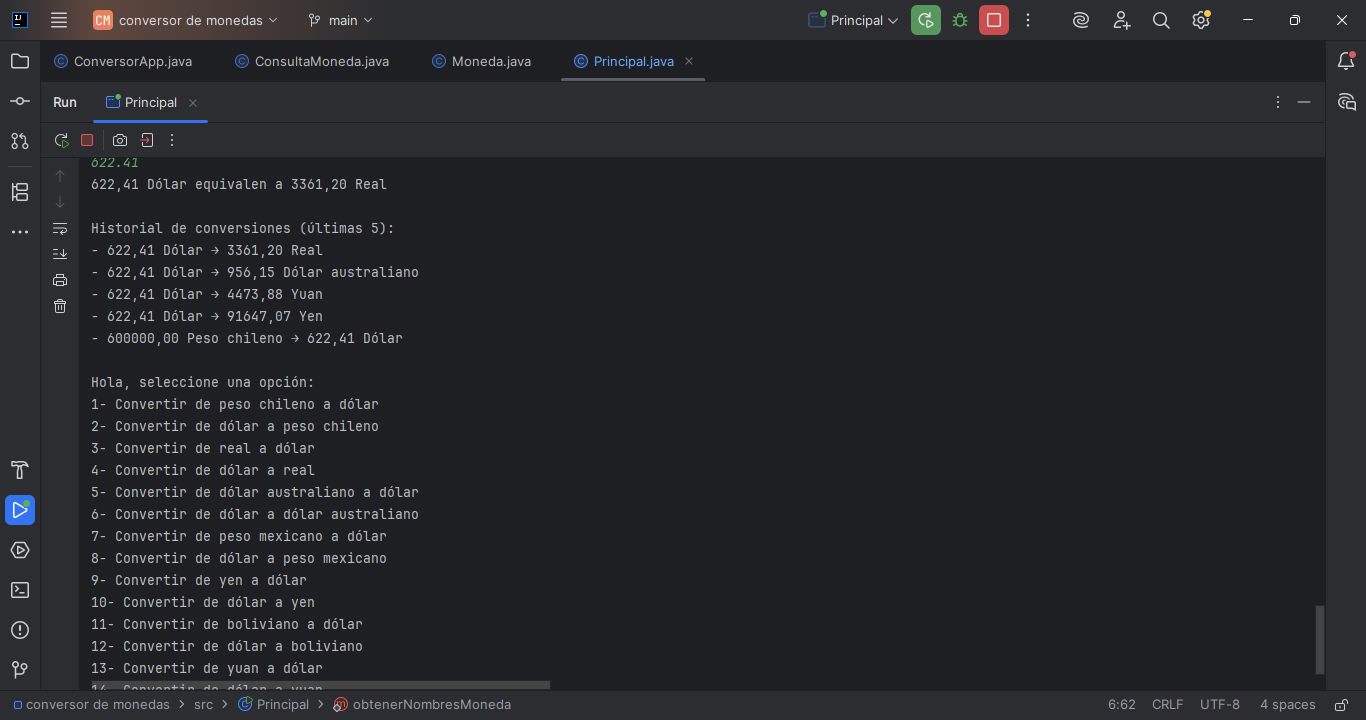 CM conversor de monedas main Principal
ConversorApp.java ConsultaMoneda.java Moneda.java Principal.java
Run Principal
622.41
622,41 Dólar equivalen a 3361,20 Real
Historial de conversiones (últimas 5):
- 622,41 Dólar → 3361,20 Real
- 622,41 Dólar → 956,15 Dólar australiano
- 622,41 Dólar → 4473,88 Yuan
- 622,41 Dólar → 91647,07 Yen
- 600000,00 Peso chileno → 622,41 Dólar
Hola, seleccione una opción:
1- Convertir de peso chileno a dólar
2- Convertir de dólar a peso chileno
3- Convertir de real a dólar
4- Convertir de dólar a real
5- Convertir de dólar australiano a dólar
6- Convertir de dólar a dólar australiano
7- Convertir de peso mexicano a dólar
8- Convertir de dólar a peso mexicano
9- Convertir de yen a dólar
10- Convertir de dólar a yen
11- Convertir de boliviano a dólar
12- Convertir de dólar a boliviano
13- Convertir de yuan a dólar
14- Convertir de dólar a yuan
conversor de monedas > src > Principal > obtenerNombresMoneda 6:62 CRLF UTF-8 4 spaces